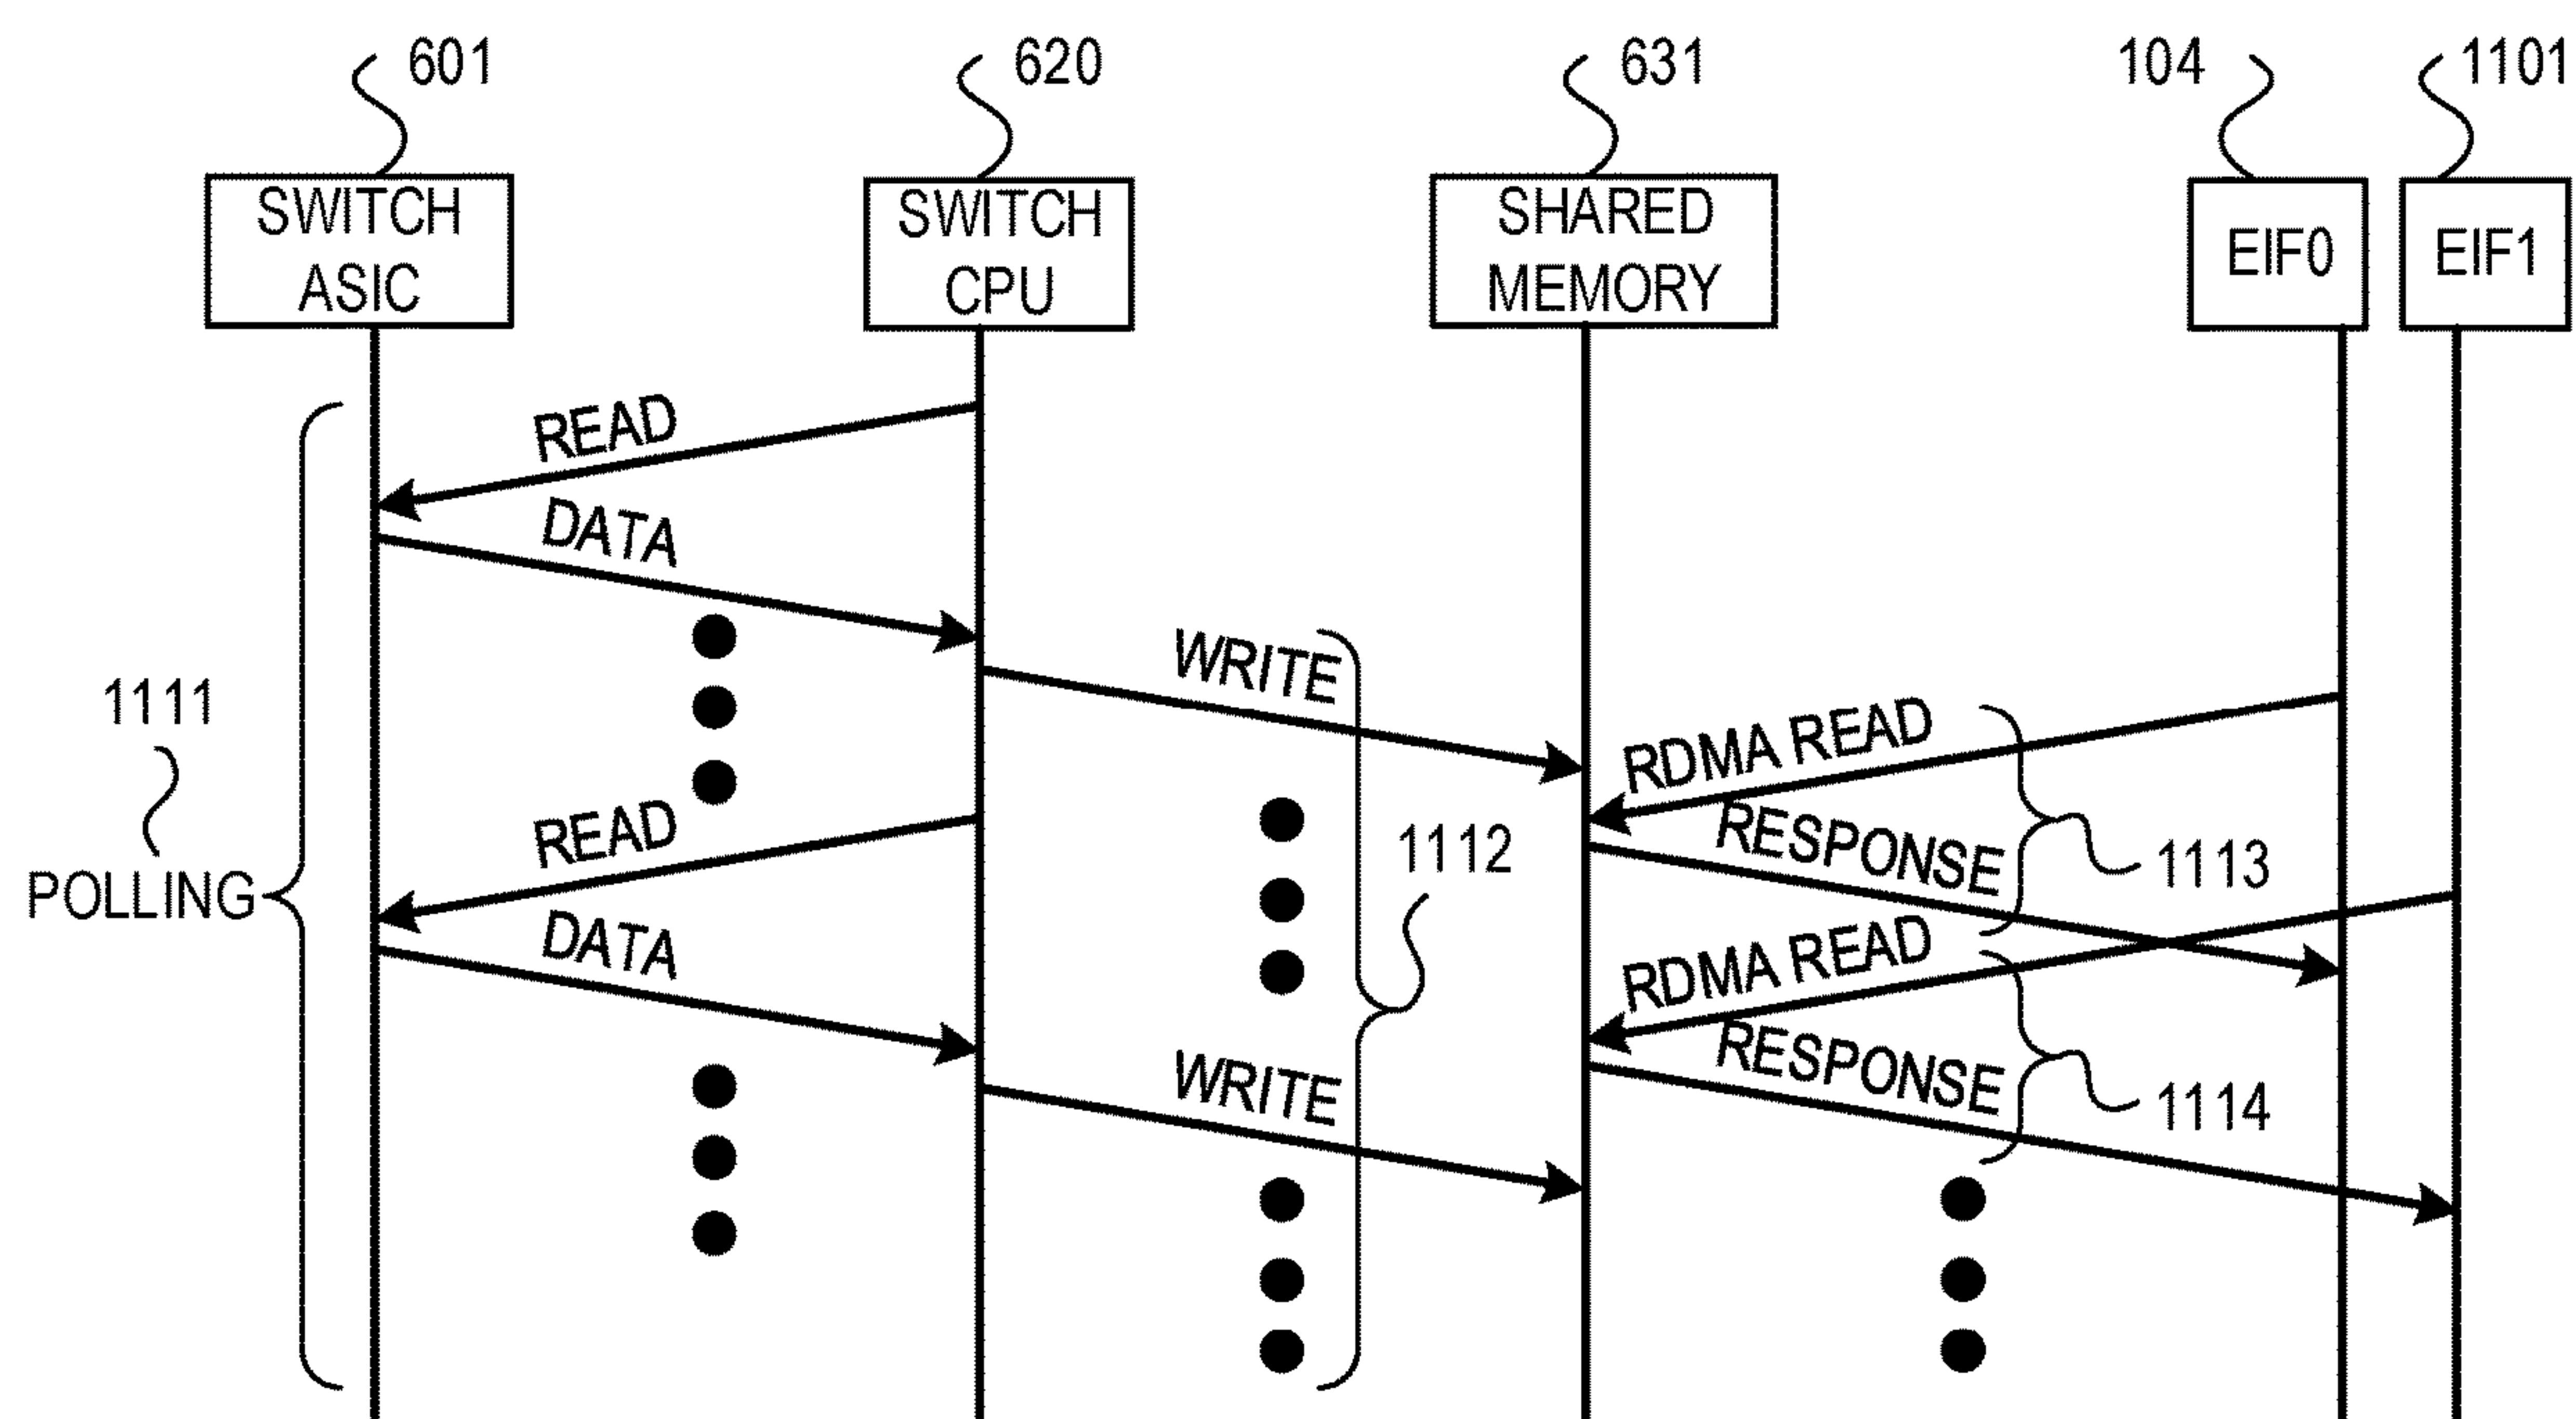 601
620
631
104
1101
SWITCH
ASIC
SWITCH
CPU
SHARED
MEMORY
EIF0
EIF1
READ
DATA
WRITE
1111
POLLING
RDMA READ
RESPONSE
1113
READ
DATA
1112
RDMA READ
RESPONSE
1114
WRITE